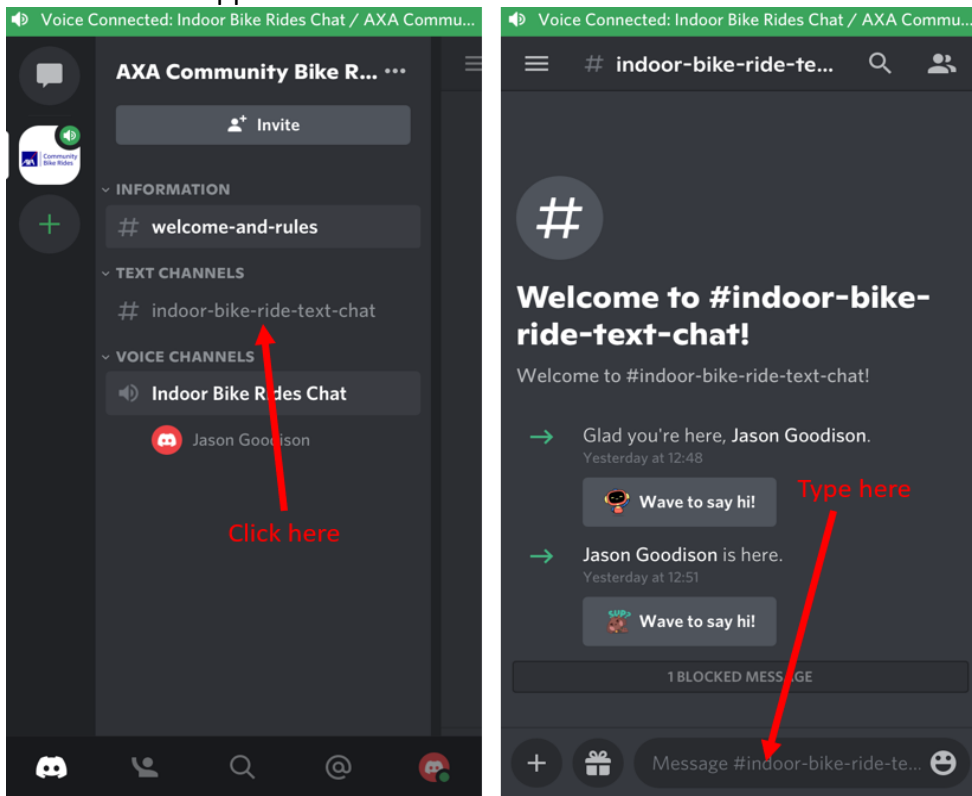 Voice Connected: Indoor Bike Rides Chat / AXA Commu...
AXA Community Bike R... ...
Invite
AXA Community
Bike Rides
INFORMATION
# welcome-and-rules
TEXT CHANNELS
# indoor-bike-ride-text-chat
VOICE CHANNELS
Indoor Bike Rides Chat
Jason Goodison
Click here
@
Voice Connected: Indoor Bike Rides Chat / AXA Commu...
# indoor-bike-ride-te...
#
Welcome to #indoor-bike-
ride-text-chat!
Welcome to #indoor-bike-ride-text-chat!
Glad you're here, Jason Goodison.
Yesterday at 12:48
Wave to say hi!
Type here
Jason Goodison is here.
Yesterday at 12:51
SUP?
Wave to say hi!
1 BLOCKED MESSAGE
Message #indoor-bike-ride-te...